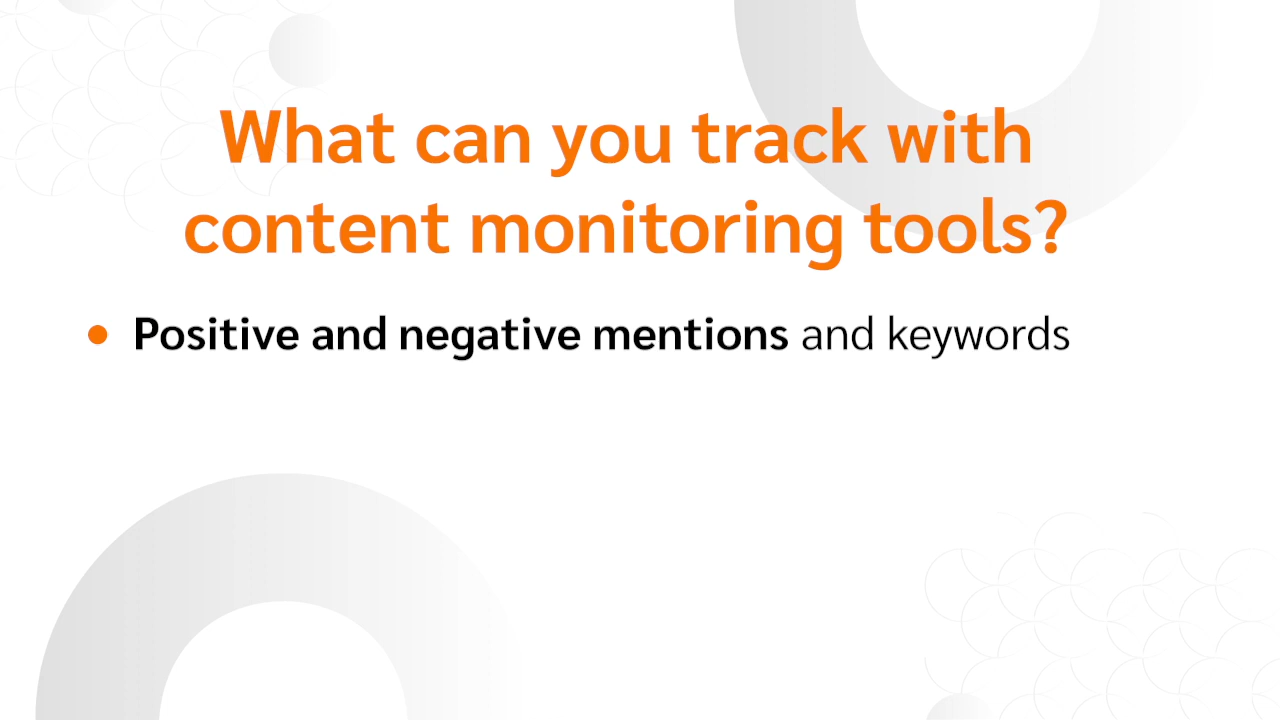 What can you track with
content monitoring tools?
Positive and negative mentions and keywords